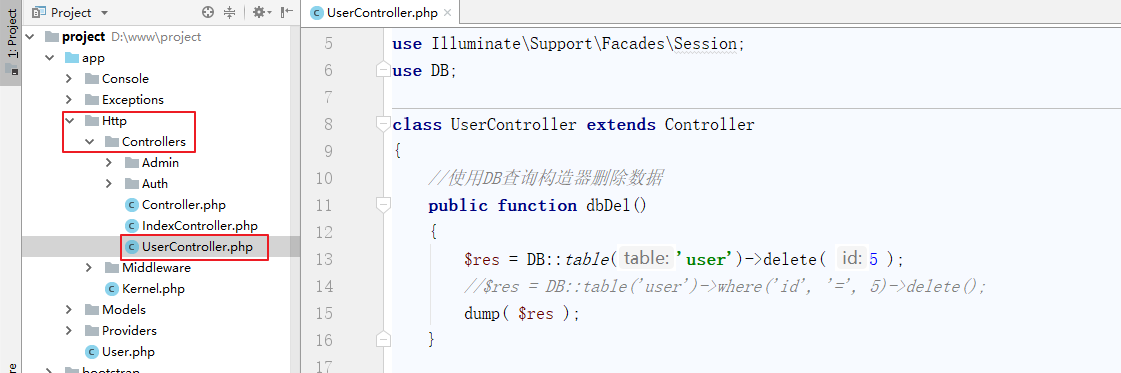 1: Project
Project
project D:\www\project
app
Console
Exceptions
Http
Controllers
Admin
Auth
Controller.php
IndexController.php
UserController.php
Middleware
Kernel.php
Models
Providers
User.php
bootstrap
UserController.php
5 use Illuminate\Support\Facades\Session;
6 use DB;
7
8 class UserController extends Controller
9 {
10 //使用DB查询构造器删除数据
11 public function dbDel()
12 {
13 $res = DB::table( table: 'user')->delete( id: 5 );
14 //$res = DB::table('user')->where('id', '=', 5)->delete();
15 dump( $res );
16 }
17